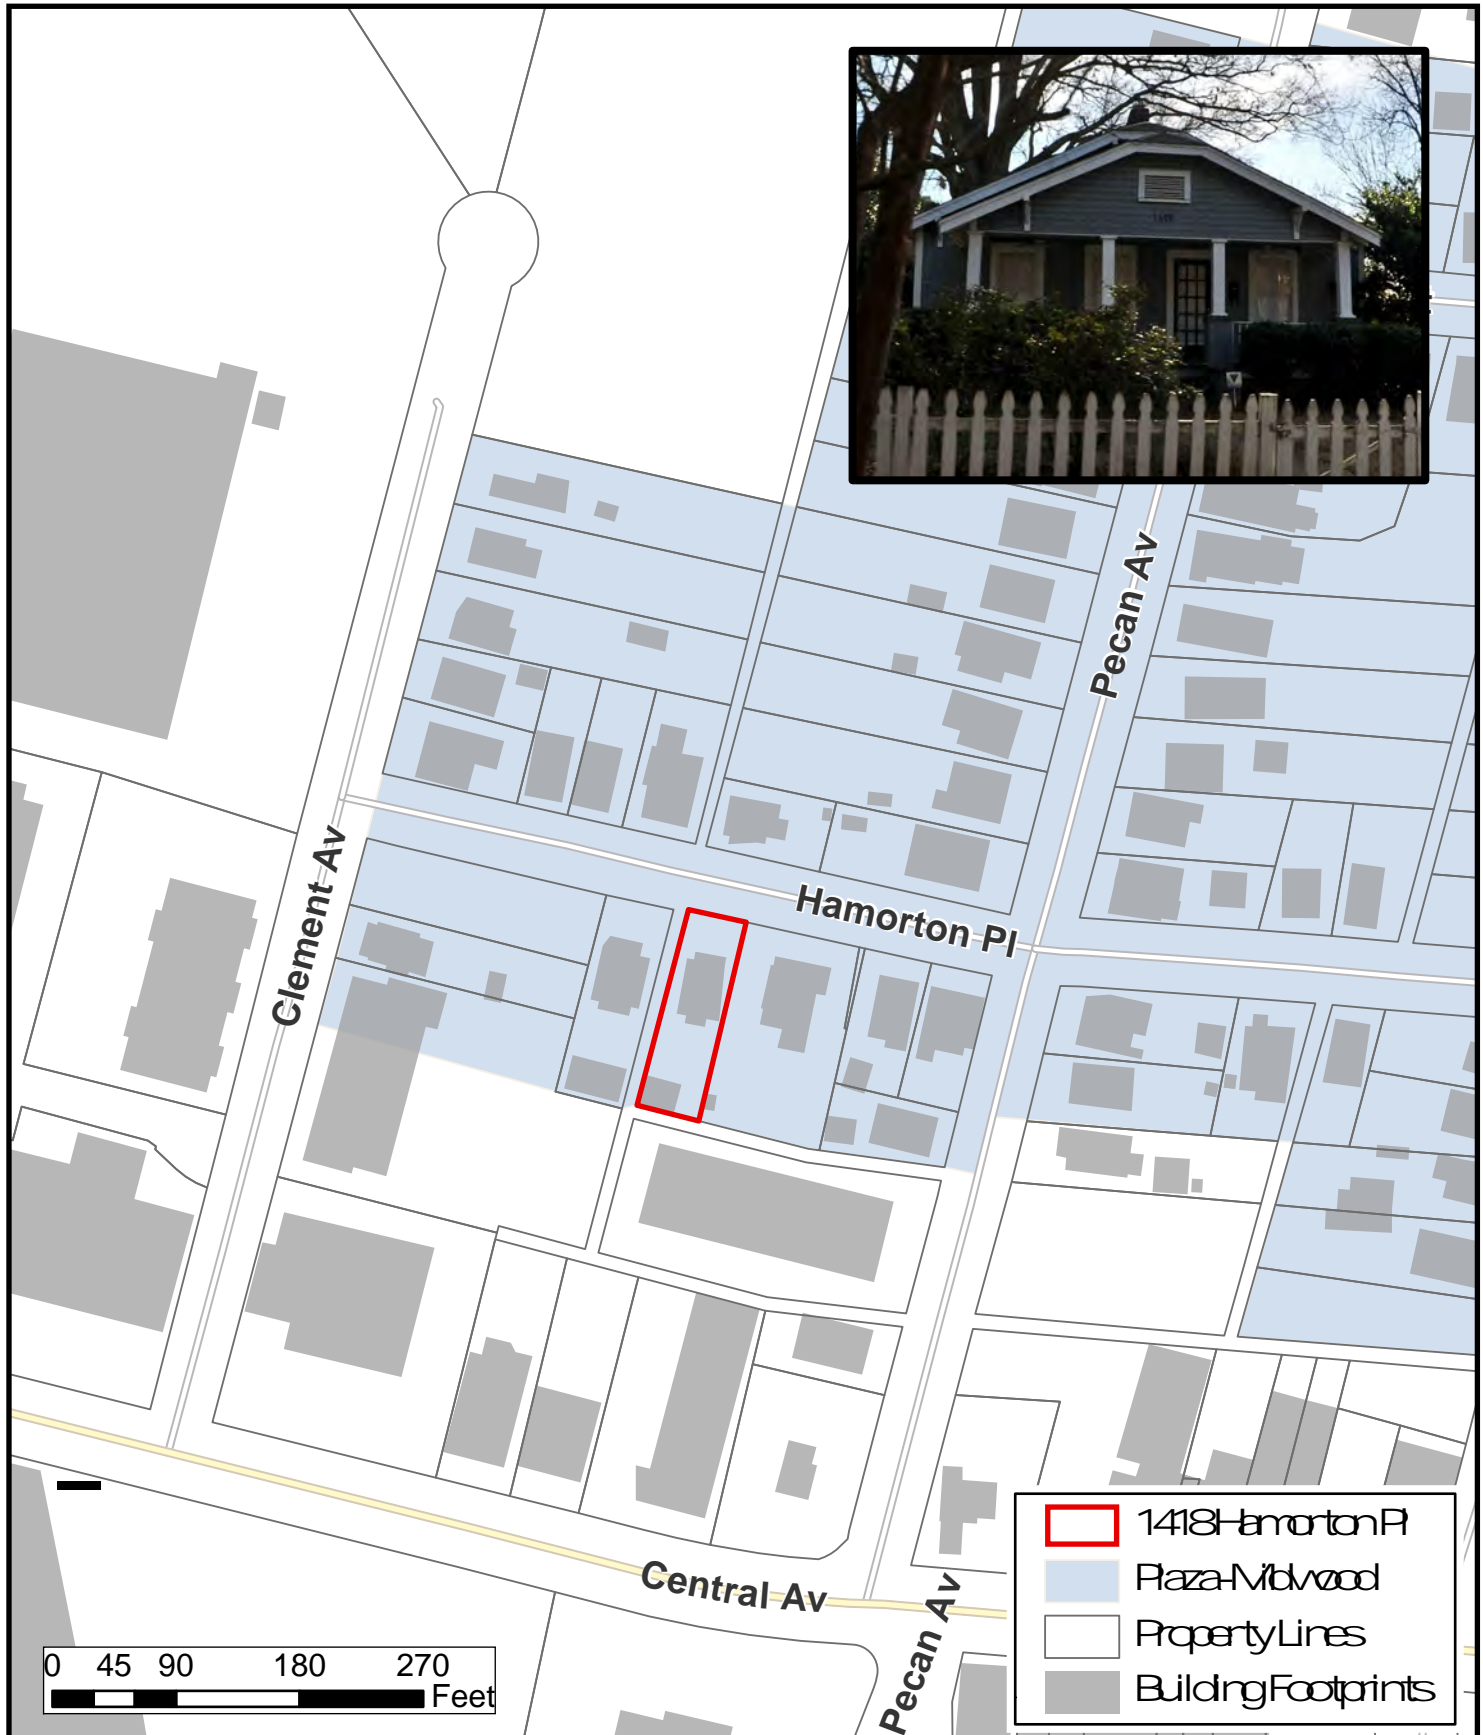 Pecan Av
Hamorton Pl
Clement Av
Central Av
Pecan Av
1418 Hamorton Pl
Plaza-Midwood
Property Lines
Building Footprints
0 45 90 180 270
Feet